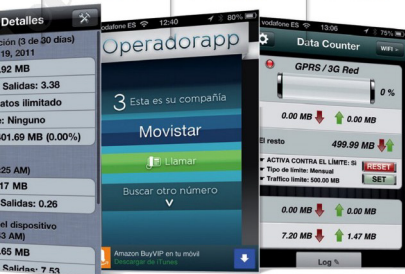 Detalles
ción (3 de 30 días)
19, 2011
.92 MB
Salidas: 3.38
atos ilimitado
e: Ninguno
601.69 MB (0.00%)
:25 AM)
17 MB
Salidas: 0.26
el dispositivo
43 AM)
.65 MB
Salidas: 7.53
vodafone ES 12:40 80%
Operadorapp
3 Esta es su compañía
Movistar
Llamar
Buscar otro número
Amazon BuyVIP en tu móvil
Descargar de iTunes
vodafone ES 13:06 75%
Data Counter
WIFI
GPRS / 3G Red
0 %
0.00 MB 0.00 MB
El resto 499.99 MB
ACTIVA CONTRA EL LÍMITE: Si
RESET
Tipo de límite: Mensual
Traffico límite: 500.00 MB
SET
0.00 MB 0.00 MB
7.20 MB 1.47 MB
Log